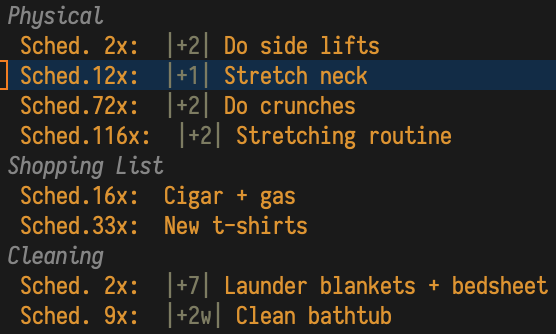 Physical
Sched. 2x:  |+2| Do side lifts
Sched.12x:  |+1| Stretch neck
Sched.72x:  |+2| Do crunches
Sched.116x:  |+2| Stretching routine
Shopping List
Sched.16x:  Cigar + gas
Sched.33x:  New t-shirts
Cleaning
Sched. 2x:  |+7| Launder blankets + bedsheet
Sched. 9x:  |+2w| Clean bathtub